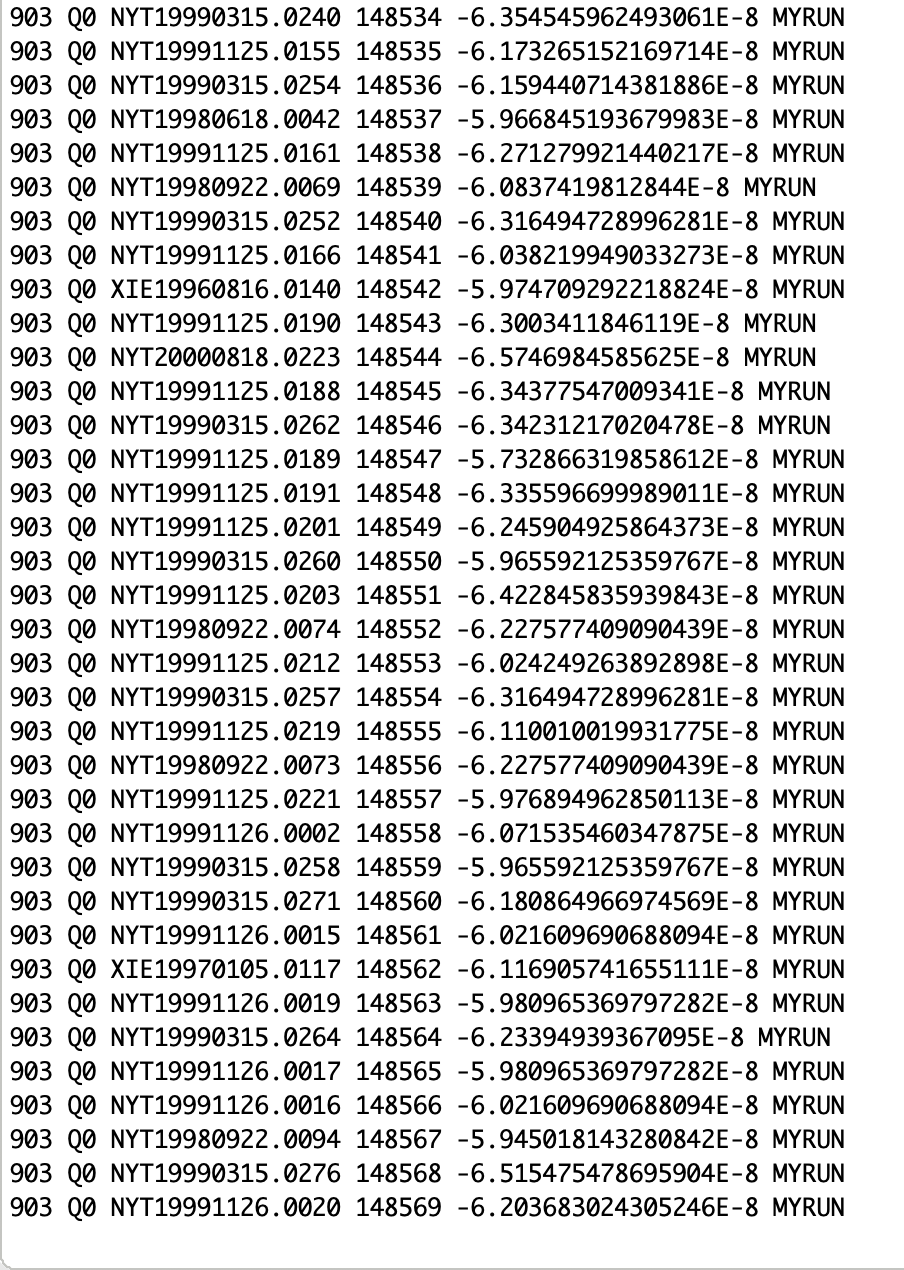 903 Q0 NYT19990315.0240 148534 -6.354545962493061E-8 MYRUN
903 Q0 NYT19991125.0155 148535 -6.173265152169714E-8 MYRUN
903 Q0 NYT19990315.0254 148536 -6.159440714381886E-8 MYRUN
903 Q0 NYT19980618.0042 148537 -5.966845193679983E-8 MYRUN
903 Q0 NYT19991125.0161 148538 -6.271279921440217E-8 MYRUN
903 Q0 NYT19980922.0069 148539 -6.0837419812844E-8 MYRUN
903 Q0 NYT19990315.0252 148540 -6.316494728996281E-8 MYRUN
903 Q0 NYT19991125.0166 148541 -6.038219949033273E-8 MYRUN
903 Q0 XIE19960816.0140 148542 -5.974709292218824E-8 MYRUN
903 Q0 NYT19991125.0190 148543 -6.3003411846119E-8 MYRUN
903 Q0 NYT20000818.0223 148544 -6.5746984585625E-8 MYRUN
903 Q0 NYT19991125.0188 148545 -6.34377547009341E-8 MYRUN
903 Q0 NYT19990315.0262 148546 -6.34231217020478E-8 MYRUN
903 Q0 NYT19991125.0189 148547 -5.732866319858612E-8 MYRUN
903 Q0 NYT19991125.0191 148548 -6.335596699989011E-8 MYRUN
903 Q0 NYT19991125.0201 148549 -6.245904925864373E-8 MYRUN
903 Q0 NYT19990315.0260 148550 -5.965592125359767E-8 MYRUN
903 Q0 NYT19991125.0203 148551 -6.422845835939843E-8 MYRUN
903 Q0 NYT19980922.0074 148552 -6.227577409090439E-8 MYRUN
903 Q0 NYT19991125.0212 148553 -6.024249263892898E-8 MYRUN
903 Q0 NYT19990315.0257 148554 -6.316494728996281E-8 MYRUN
903 Q0 NYT19991125.0219 148555 -6.110010019931775E-8 MYRUN
903 Q0 NYT19980922.0073 148556 -6.227577409090439E-8 MYRUN
903 Q0 NYT19991125.0221 148557 -5.976894962850113E-8 MYRUN
903 Q0 NYT19991126.0002 148558 -6.071535460347875E-8 MYRUN
903 Q0 NYT19990315.0258 148559 -5.965592125359767E-8 MYRUN
903 Q0 NYT19990315.0271 148560 -6.180864966974569E-8 MYRUN
903 Q0 NYT19991126.0015 148561 -6.021609690688094E-8 MYRUN
903 Q0 XIE19970105.0117 148562 -6.116905741655111E-8 MYRUN
903 Q0 NYT19991126.0019 148563 -5.980965369797282E-8 MYRUN
903 Q0 NYT19990315.0264 148564 -6.23394939367095E-8 MYRUN
903 Q0 NYT19991126.0017 148565 -5.980965369797282E-8 MYRUN
903 Q0 NYT19991126.0016 148566 -6.021609690688094E-8 MYRUN
903 Q0 NYT19980922.0094 148567 -5.945018143280842E-8 MYRUN
903 Q0 NYT19990315.0276 148568 -6.515475478695904E-8 MYRUN
903 Q0 NYT19991126.0020 148569 -6.203683024305246E-8 MYRUN